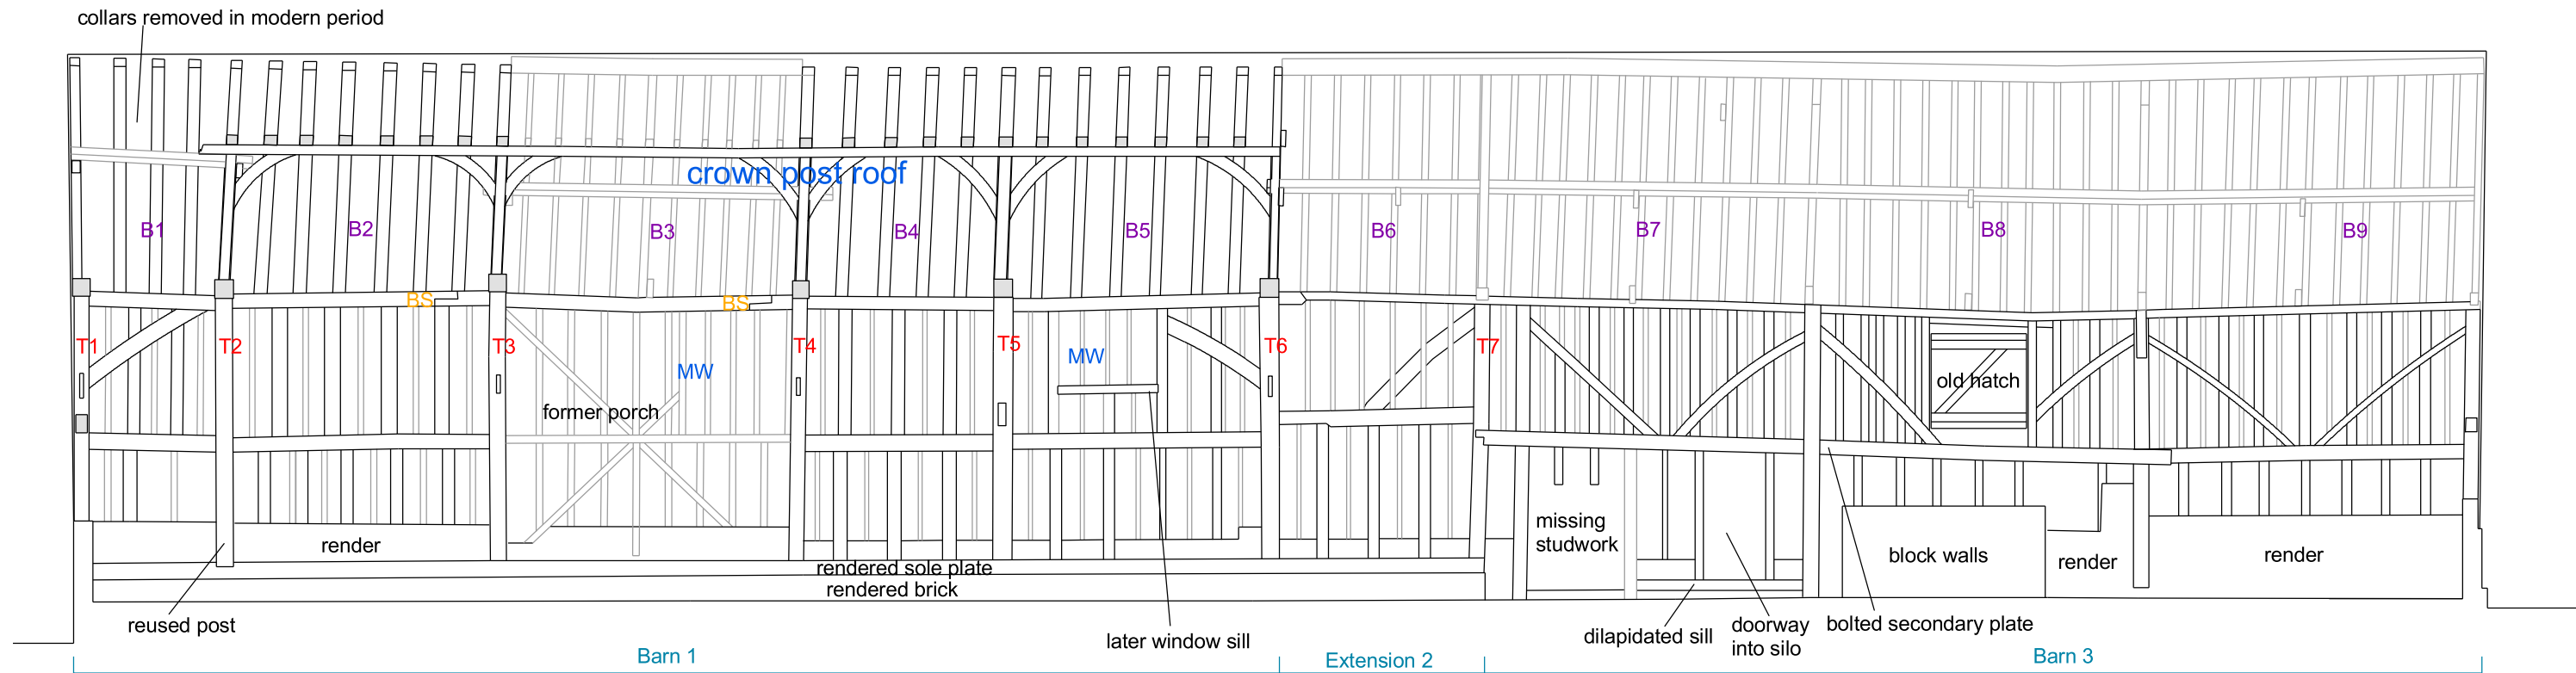 collars removed in modern period
crown post roof
B1
B2
B3
B4
B5
B6
B7
B8
B9
BS
BS
T1
T2
T3
T4
T5
T6
T7
MW
MW
old hatch
former porch
render
missing
studwork
block walls
render
render
rendered sole plate
rendered brick
reused post
later window sill
dilapidated sill
doorway
into silo
bolted secondary plate
Barn 1
Extension 2
Barn 3